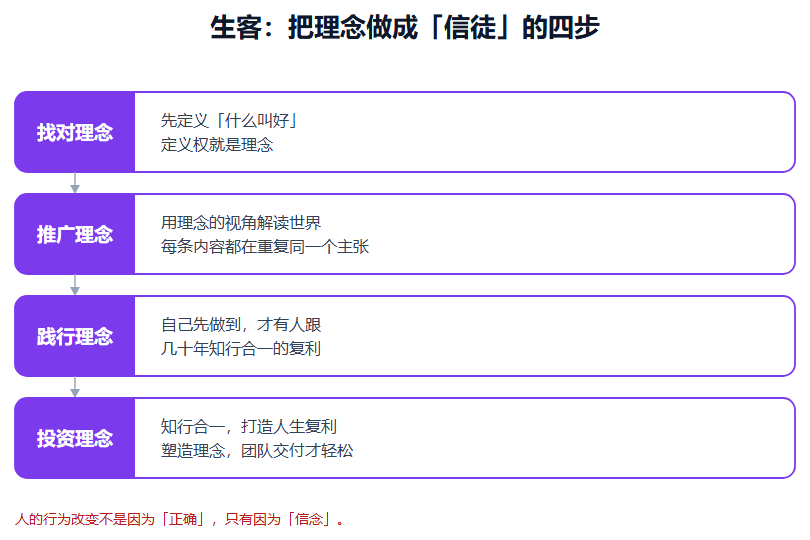 生客：把理念做成「信徒」的四步
找对理念
先定义「什么叫好」
定义权就是理念
推广理念
用理念的视角解读世界
每条内容都在重复同一个主张
践行理念
自己先做到，才有人跟
几十年知行合一的复利
投资理念
知行合一，打造人生复利
塑造理念，团队交付才轻松
人的行为改变不是因为「正确」，只有因为「信念」。